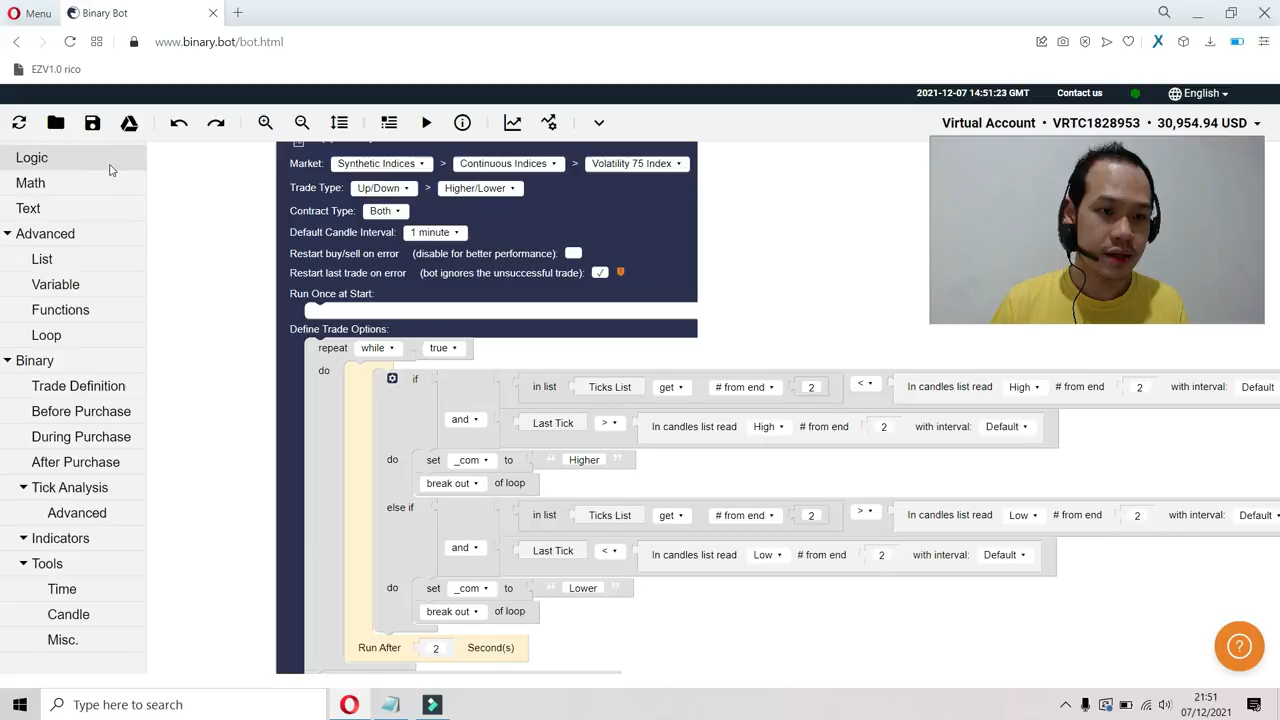 Menu
Binary Bot
www.binary.bot/bot.html
EZV1.0 rico
2021-12-07 14:51:23 GMT
Contact us
English
Virtual Account • VRTC1828953 • 30,954.94 USD
Logic
Math
Text
Advanced
List
Variable
Functions
Loop
Binary
Trade Definition
Before Purchase
During Purchase
After Purchase
Tick Analysis
Advanced
Indicators
Tools
Time
Candle
Misc.
Market: Synthetic Indices > Continuous Indices > Volatility 75 Index
Trade Type: Up/Down > Higher/Lower
Contract Type: Both
Default Candle Interval: 1 minute
Restart buy/sell on error (disable for better performance):
Restart last trade on error (bot ignores the unsuccessful trade): ✓
Run Once at Start:
Define Trade Options:
repeat while true
do
if in list Ticks List get # from end 2 < In candles list read High # from end 2 with interval: Default
and Last Tick > In candles list read High # from end 2 with interval: Default
do set _com to “ Higher ”
break out of loop
else if in list Ticks List get # from end 2 > In candles list read Low # from end 2 with interval: Default
and Last Tick < In candles list read Low # from end 2 with interval: Default
do set _com to “ Lower ”
break out of loop
Run After 2 Second(s)
Type here to search
21:51
07/12/2021